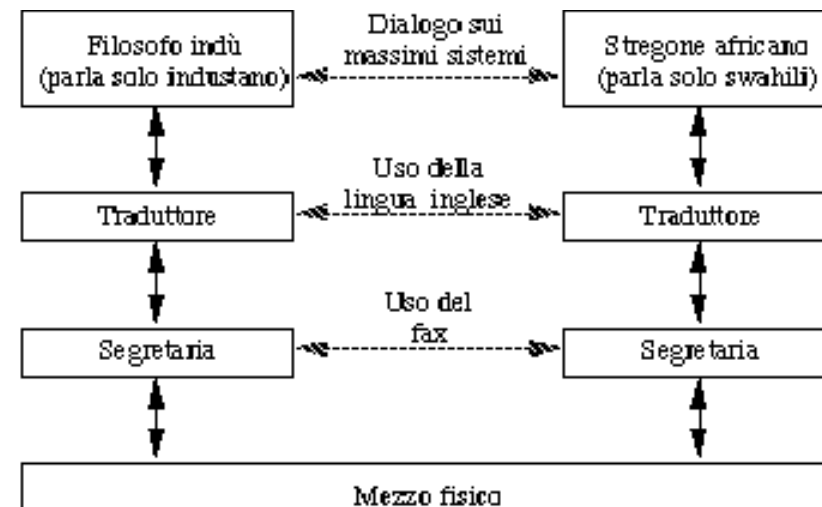 Dialogo sui
massimi sistemi
Filosofo indù
(parla solo industano)
Stregone africano
(parla solo swahili)
Uso della
lingua inglese
Traduttore
Traduttore
Uso del
fax
Segretaria
Segretaria
Mezzo fisico